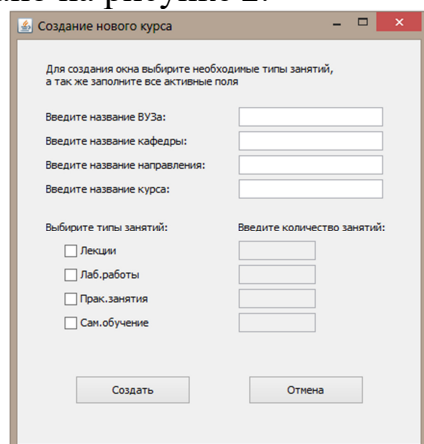 Создание нового курса
Для создания окна выбирите необходимые типы занятий,
а так же заполните все активные поля
Введите название ВУЗа:
Введите название кафедры:
Введите название направления:
Введите название курса:
Выбирите типы занятий: Введите количество занятий:
Лекции
Лаб.работы
Прак.занятия
Сам.обучение
Создать Отмена